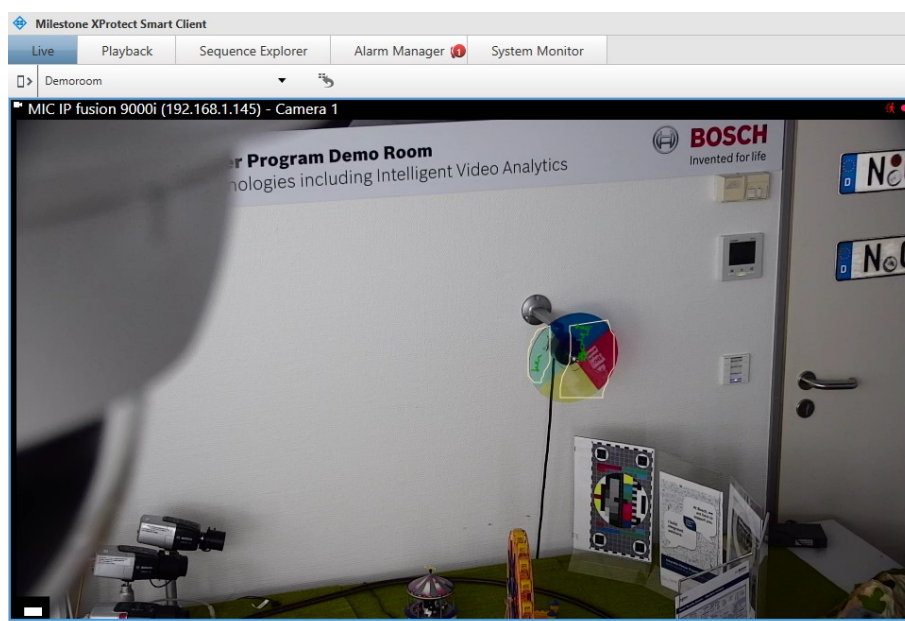 Milestone XProtect Smart Client
Live
Playback
Sequence Explorer
Alarm Manager
System Monitor
Demoroom
MIC IP fusion 9000i (192.168.1.145) - Camera 1
er Program Demo Room
nologies including Intelligent Video Analytics
BOSCH
Invented for life
D
N
D
N